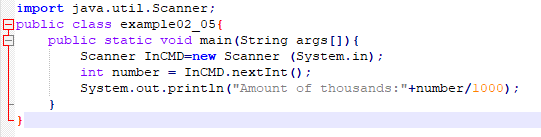 import java.util.Scanner;
public class example02_05{
    public static void main(String args[]){
        Scanner InCMD=new Scanner (System.in);
        int number = InCMD.nextInt();
        System.out.println("Amount of thousands:"+number/1000);
    }
}